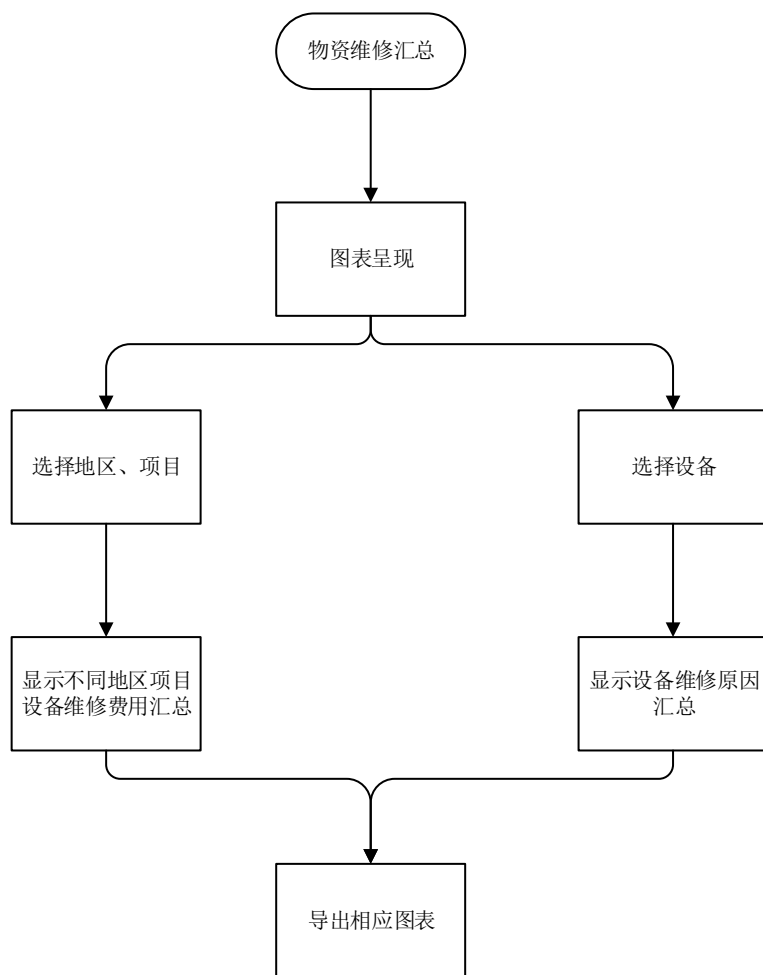 物资维修汇总
图表呈现
选择地区、项目
选择设备
显示不同地区项目
设备维修费用汇总
显示设备维修原因
汇总
导出相应图表